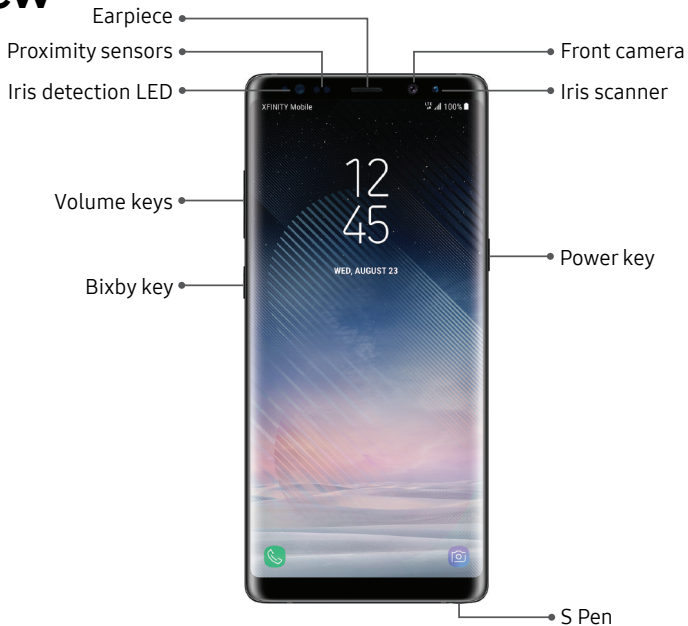 ew
Earpiece
Proximity sensors
Front camera
Iris detection LED
Iris scanner
XFINITY Mobile
LTE 100%
12
45
Volume keys
WED, AUGUST 23
Power key
Bixby key
S Pen